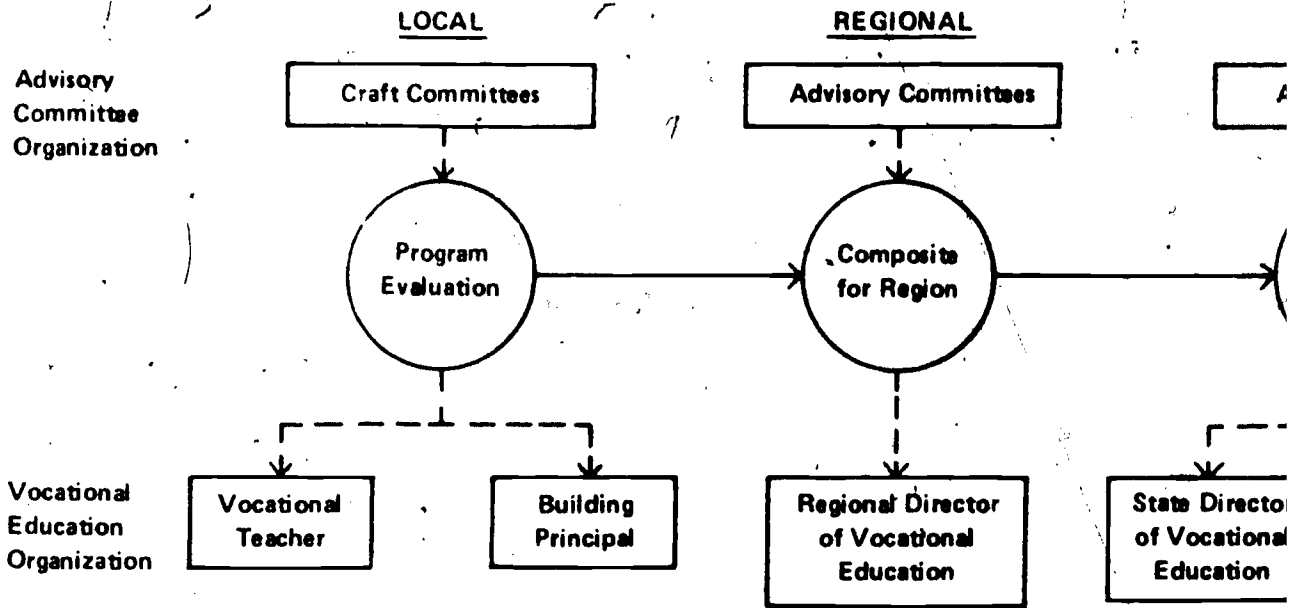 LOCAL
REGIONAL
Advisory
Committee
Organization
Craft Committees
Advisory Committees
Program
Evaluation
Composite
for Region
Vocational
Education
Organization
Vocational
Teacher
Building
Principal
Regional Director
of Vocational
Education
State Directo
of Vocational
Education